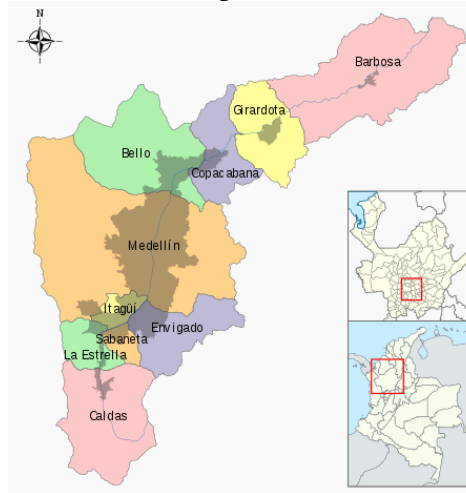 N
Barbosa
Girardota
Bello
Copacabana
Medellín
Itagüí
Envigado
Sabaneta
La Estrella
Caldas